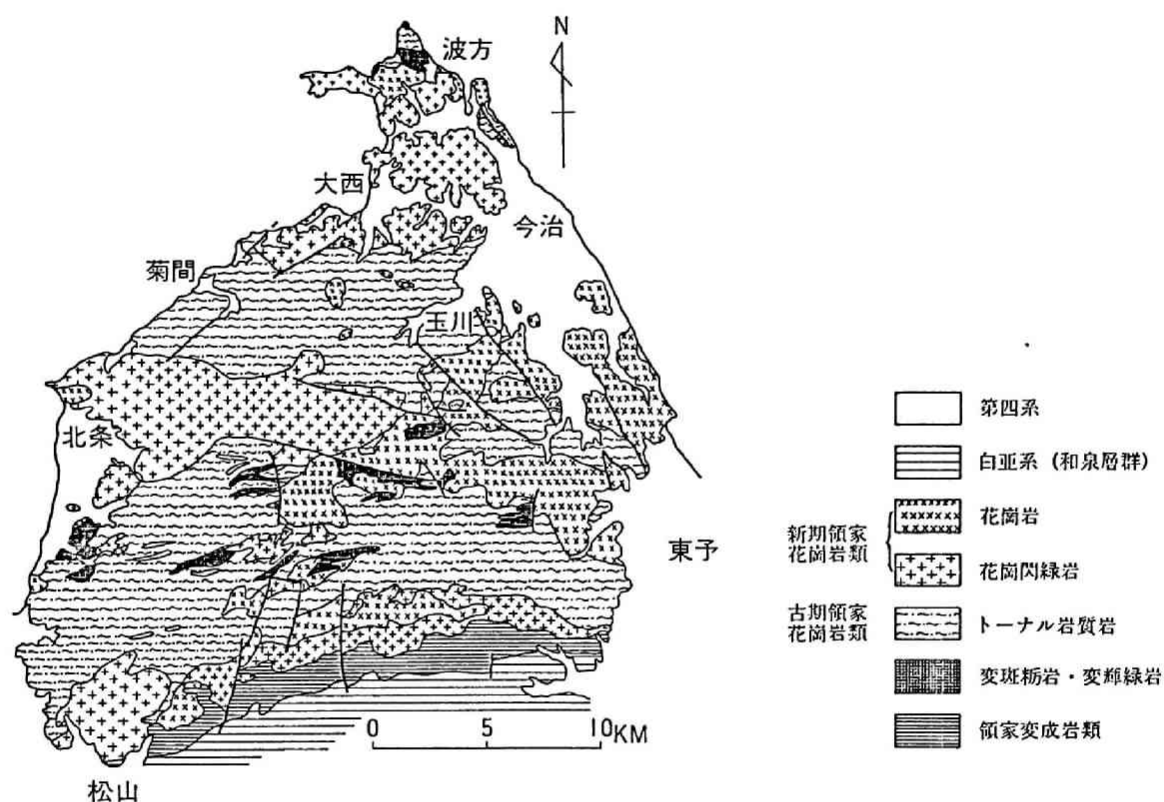 N
波方
大西
今治
菊間
玉川
北条
東予
松山
0 5 10KM
第四系
白亜系 (和泉層群)
新期領家
花崗岩類
花崗岩
花崗閃緑岩
古期領家
花崗岩類
トーナル岩質岩
変斑粝岩・変輝緑岩
領家変成岩類